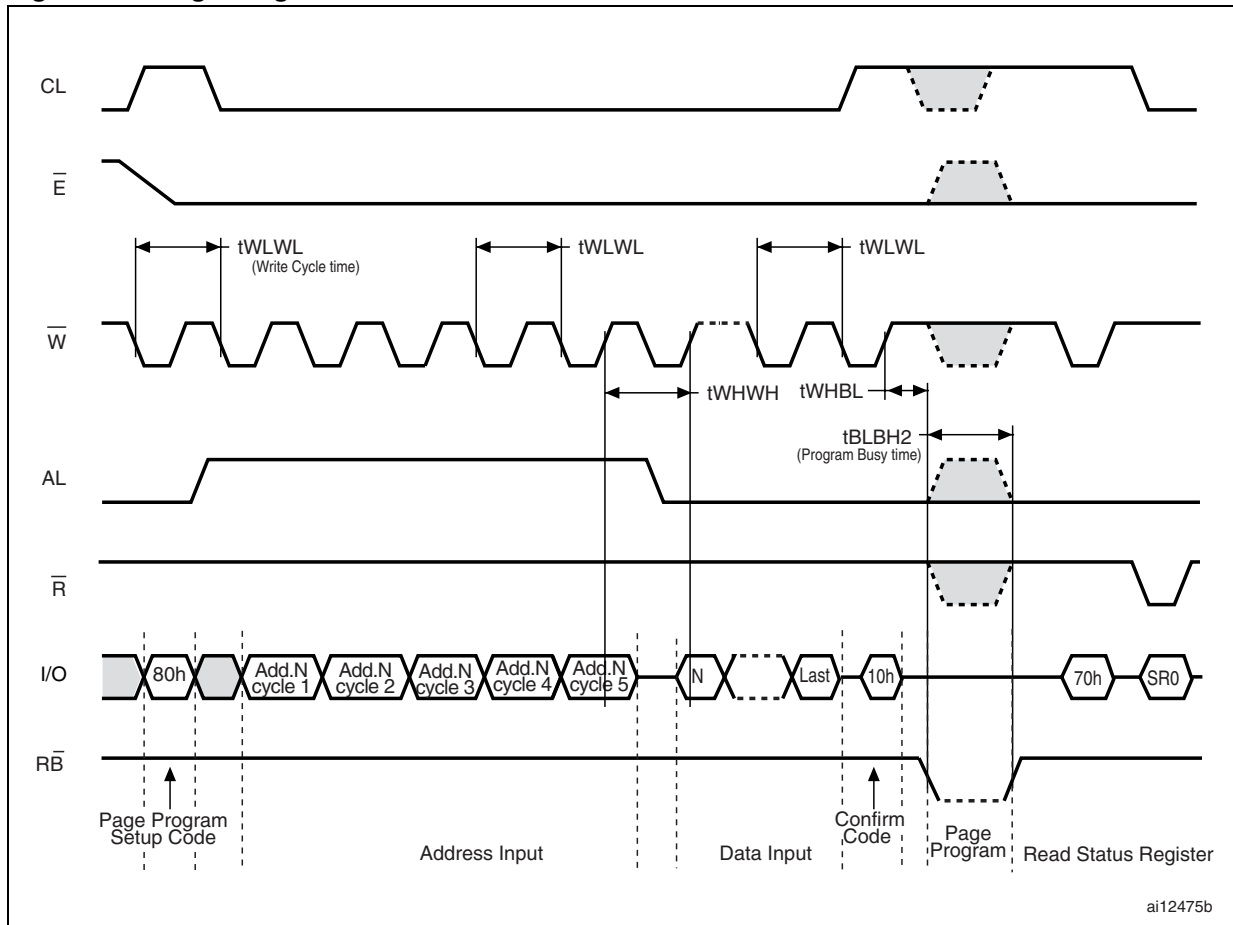 CL
E̅
tWLWL
(Write Cycle time)
tWLWL
tWLWL
W̅
tWHWH
tWHBL
tBLBH2
(Program Busy time)
AL
R̅
I/O
80h
Add.N
cycle 1
Add.N
cycle 2
Add.N
cycle 3
Add.N
cycle 4
Add.N
cycle 5
N
Last
10h
70h
SR0
RB̅
Page Program
Setup Code
Address Input
Data Input
Confirm
Code
Page
Program
Read Status Register
ai12475b